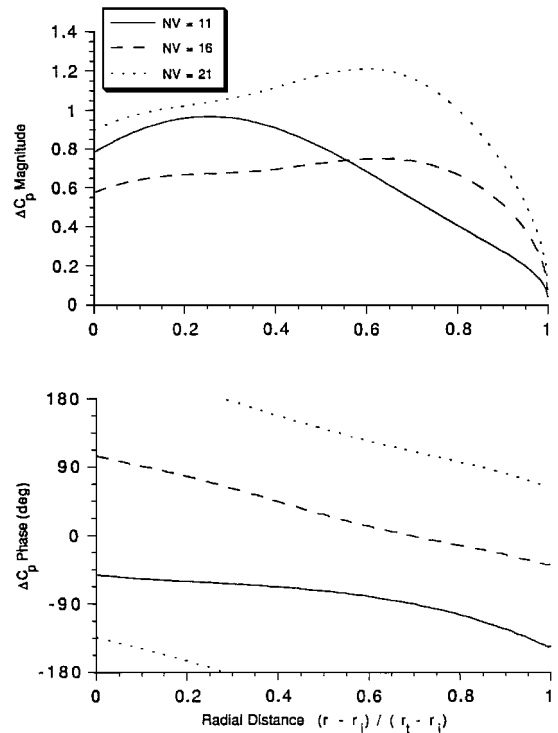 NV = 11
NV = 16
NV = 21
1.4
1.2
1
0.8
0.6
0.4
0.2
0
ΔCp Magnitude
0 0.2 0.4 0.6 0.8 1
180
90
0
-90
-180
ΔCp Phase (deg)
0 0.2 0.4 0.6 0.8 1
Radial Distance (r - ri) / ( rt - ri)